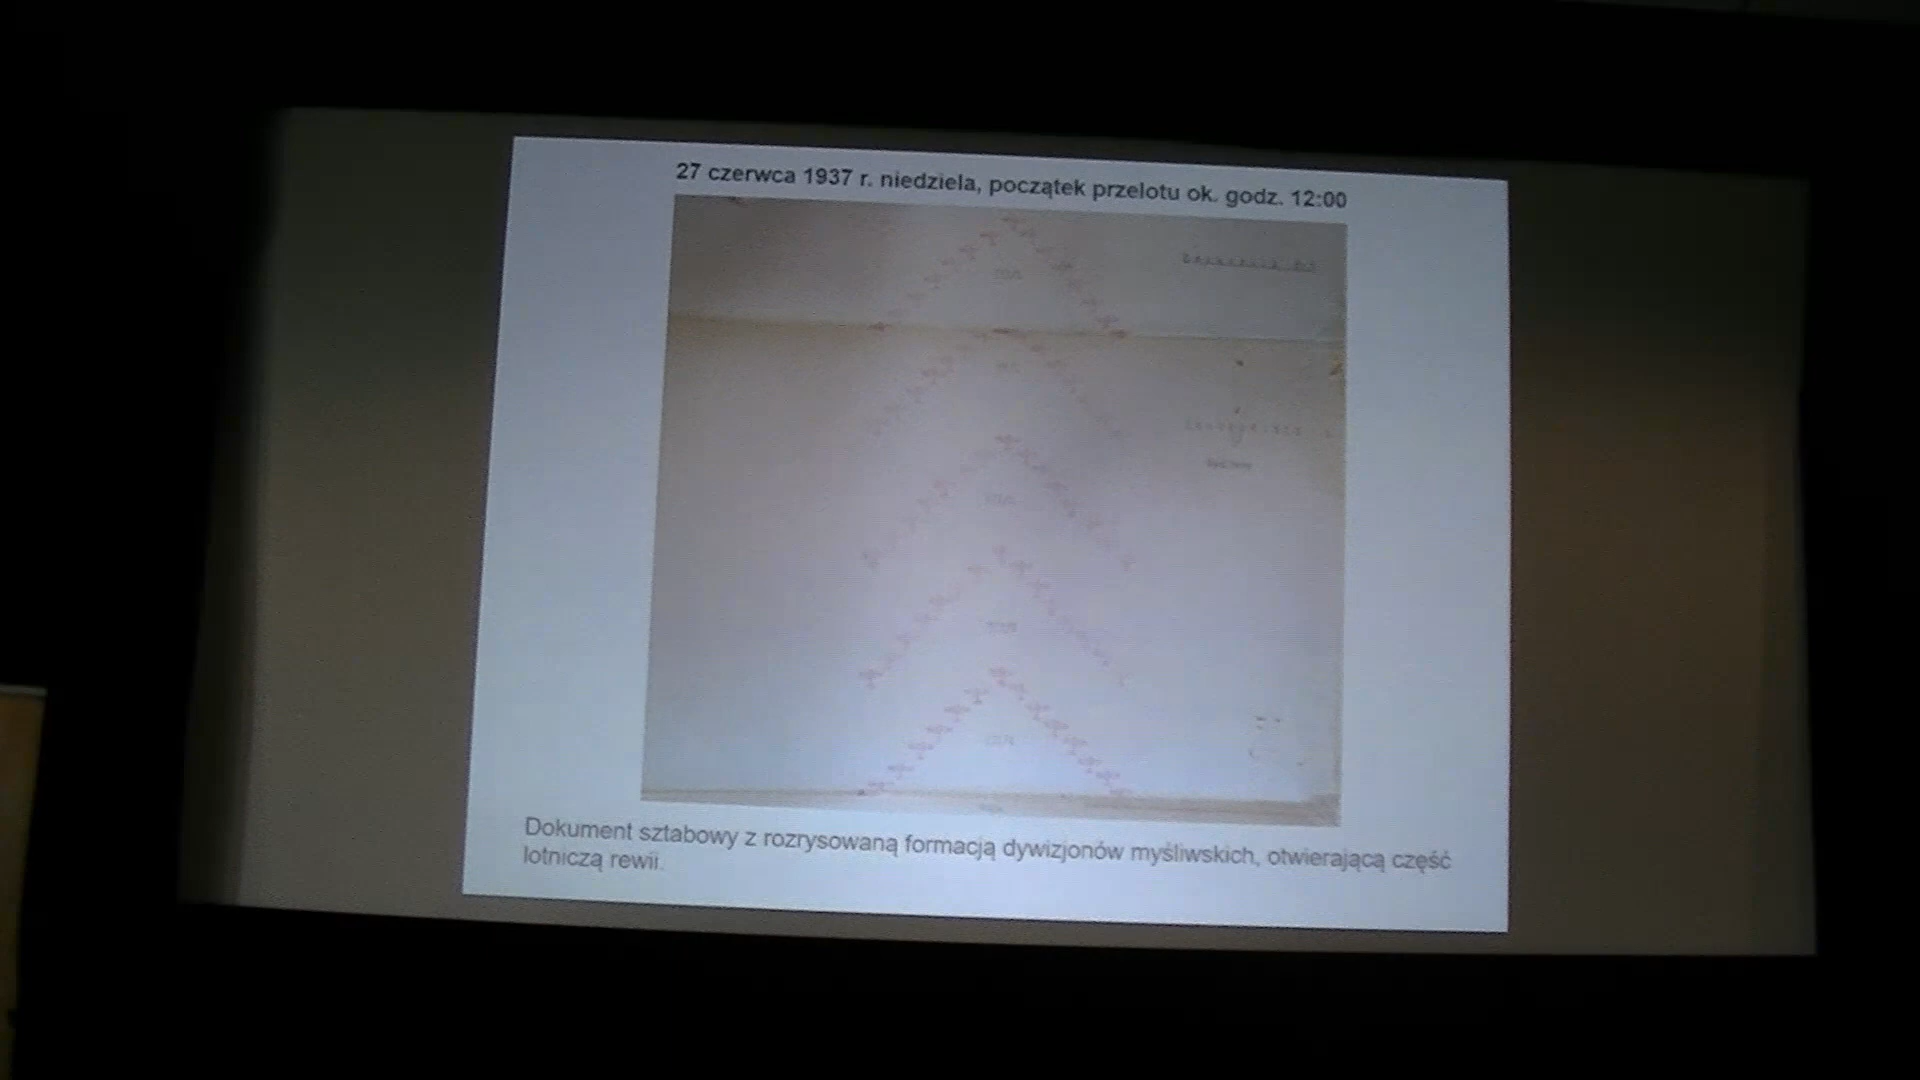 27 czerwca 1937 r. niedziela, początek przelotu ok. godz. 12:00
Dokument sztabowy z rozrysowaną formacją dywizjonów myśliwskich, otwierającą część
lotniczą rewii.